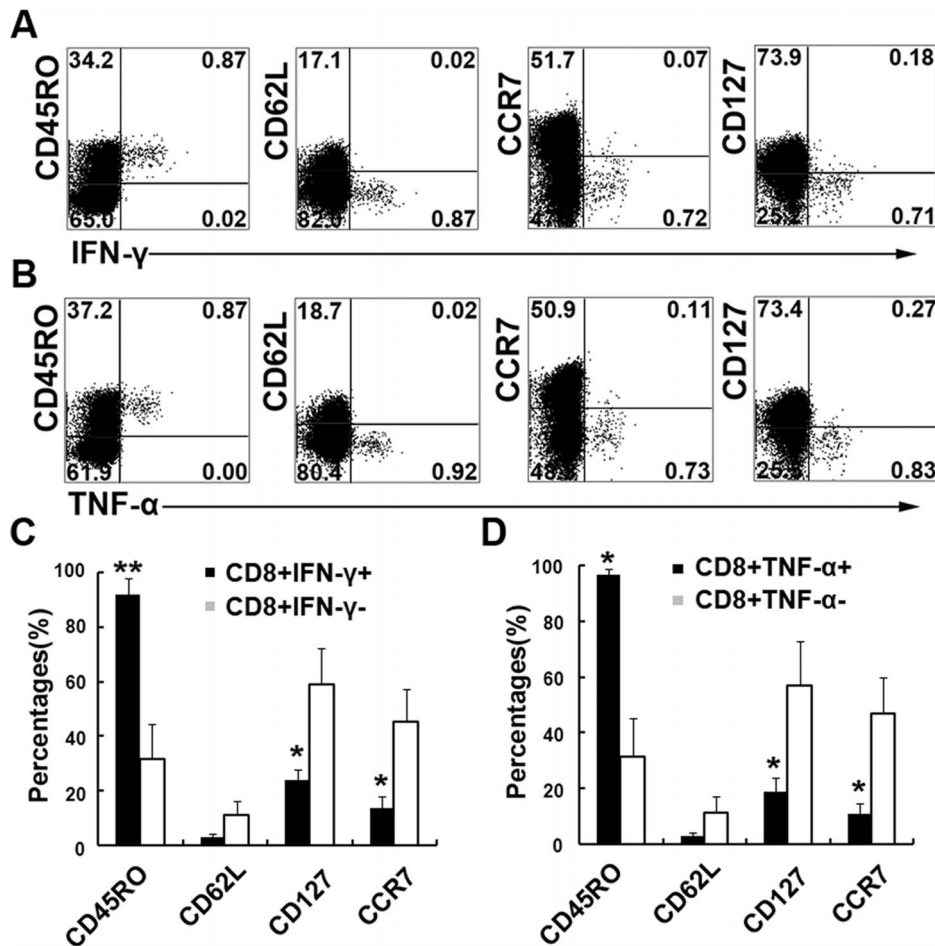 A
CD45RO
34.2 0.87
65.0 0.02
CD62L
17.1 0.02
82.0 0.87
CCR7
51.7 0.07
0.72
CD127
73.9 0.18
0.71
IFN-γ
B
CD45RO
37.2 0.87
61.9 0.00
CD62L
18.7 0.02
80.4 0.92
CCR7
50.9 0.11
0.73
CD127
73.4 0.27
0.83
TNF-α
C
Percentages(%)
100
80
60
40
20
0
** * *
CD8+IFN-γ+
CD8+IFN-γ-
CD45RO CD62L CD127 CCR7
D
Percentages(%)
100
80
60
40
20
0
* * *
CD8+TNF-α+
CD8+TNF-α-
CD45RO CD62L CD127 CCR7